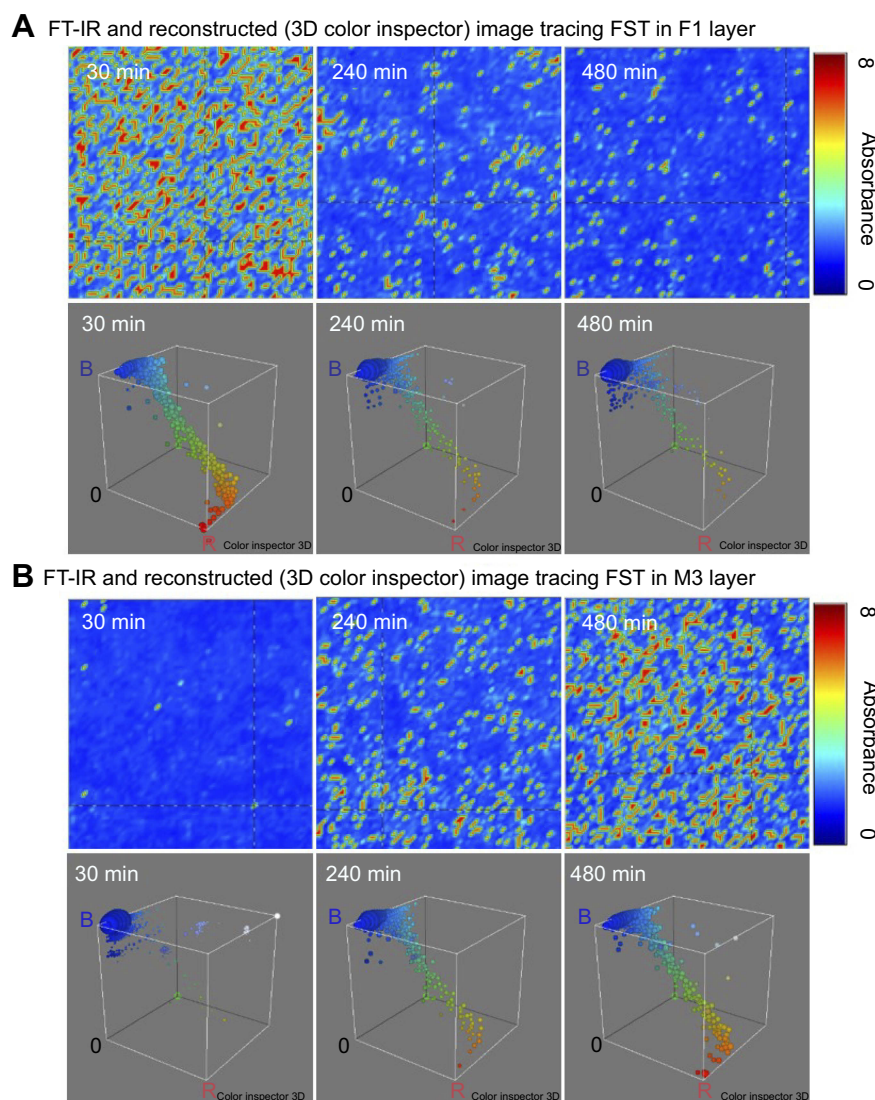 A FT-IR and reconstructed (3D color inspector) image tracing FST in F1 layer
30 min
240 min
480 min
8
Absorbance
0
30 min
240 min
480 min
B
B
B
0
0
0
R
R
R
Color inspector 3D
Color inspector 3D
Color inspector 3D
B FT-IR and reconstructed (3D color inspector) image tracing FST in M3 layer
30 min
240 min
480 min
8
Absorbance
0
30 min
240 min
480 min
B
B
B
0
0
0
R
R
R
Color inspector 3D
Color inspector 3D
Color inspector 3D